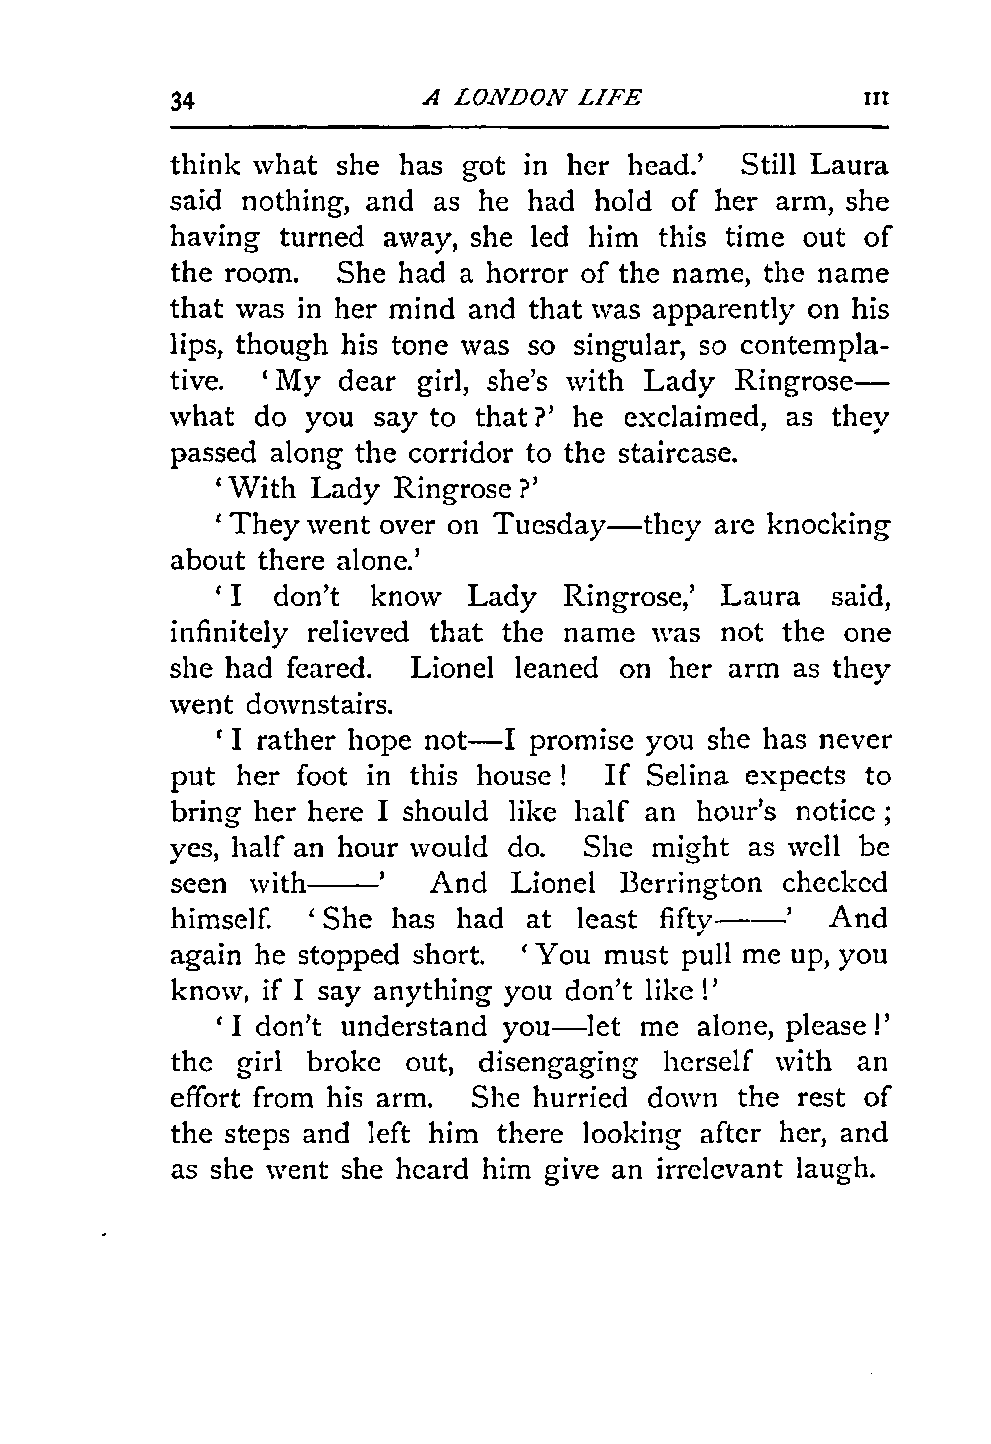 34 A LONDON LIFE III
think what she has got in her head.' Still Laura
said nothing, and as he had hold of her arm, she
having turned away, she led him this time out of
the room. She had a horror of the name, the name
that was in her mind and that was apparently on his
lips, though his tone was so singular, so contempla-
tive. 'My dear girl, she's with Lady Ringrose—
what do you say to that?' he exclaimed, as they
passed along the corridor to the staircase.
'With Lady Ringrose?'
'They went over on Tuesday—they are knocking
about there alone.'
'I don't know Lady Ringrose,' Laura said,
infinitely relieved that the name was not the one
she had feared. Lionel leaned on her arm as they
went downstairs.
'I rather hope not—I promise you she has never
put her foot in this house! If Selina expects to
bring her here I should like half an hour's notice;
yes, half an hour would do. She might as well be
seen with——' And Lionel Berrington checked
himself. 'She has had at least fifty——' And
again he stopped short. 'You must pull me up, you
know, if I say anything you don't like!'
'I don't understand you—let me alone, please!'
the girl broke out, disengaging herself with an
effort from his arm. She hurried down the rest of
the steps and left him there looking after her, and
as she went she heard him give an irrelevant laugh.